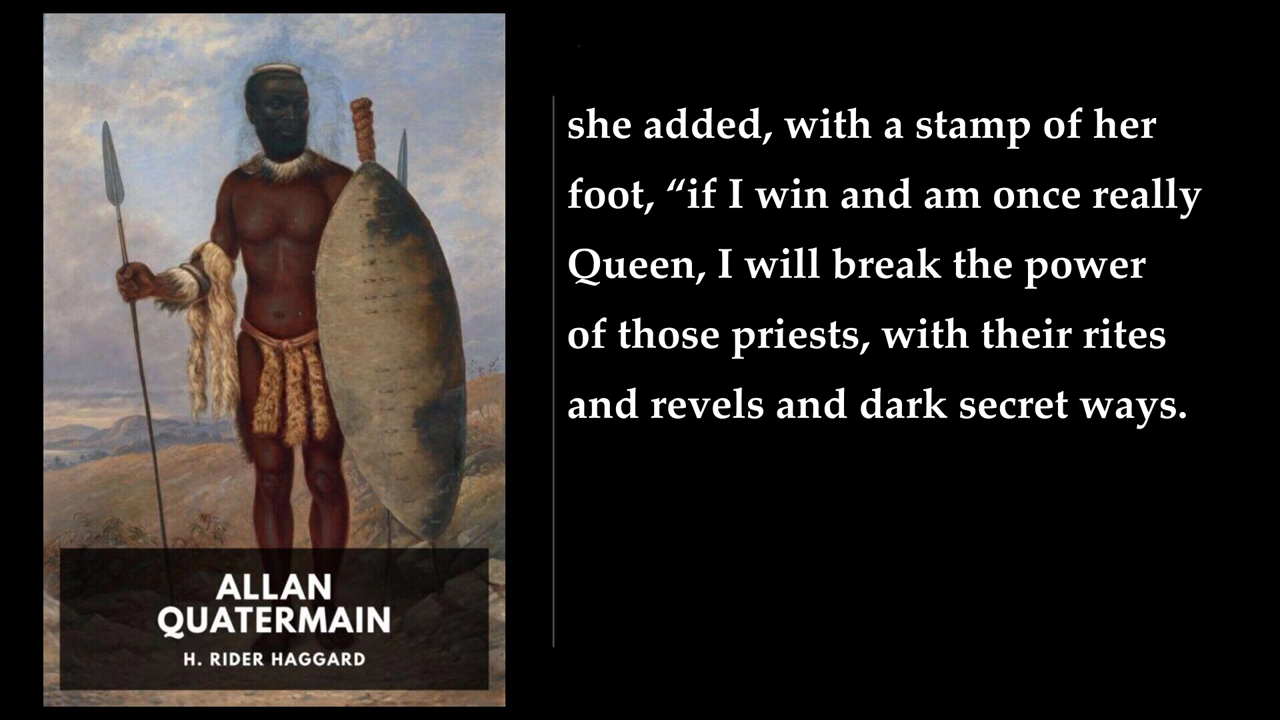 ALLAN
QUATERMAIN
H. RIDER HAGGARD
she added, with a stamp of her
foot, “if I win and am once really
Queen, I will break the power
of those priests, with their rites
and revels and dark secret ways.